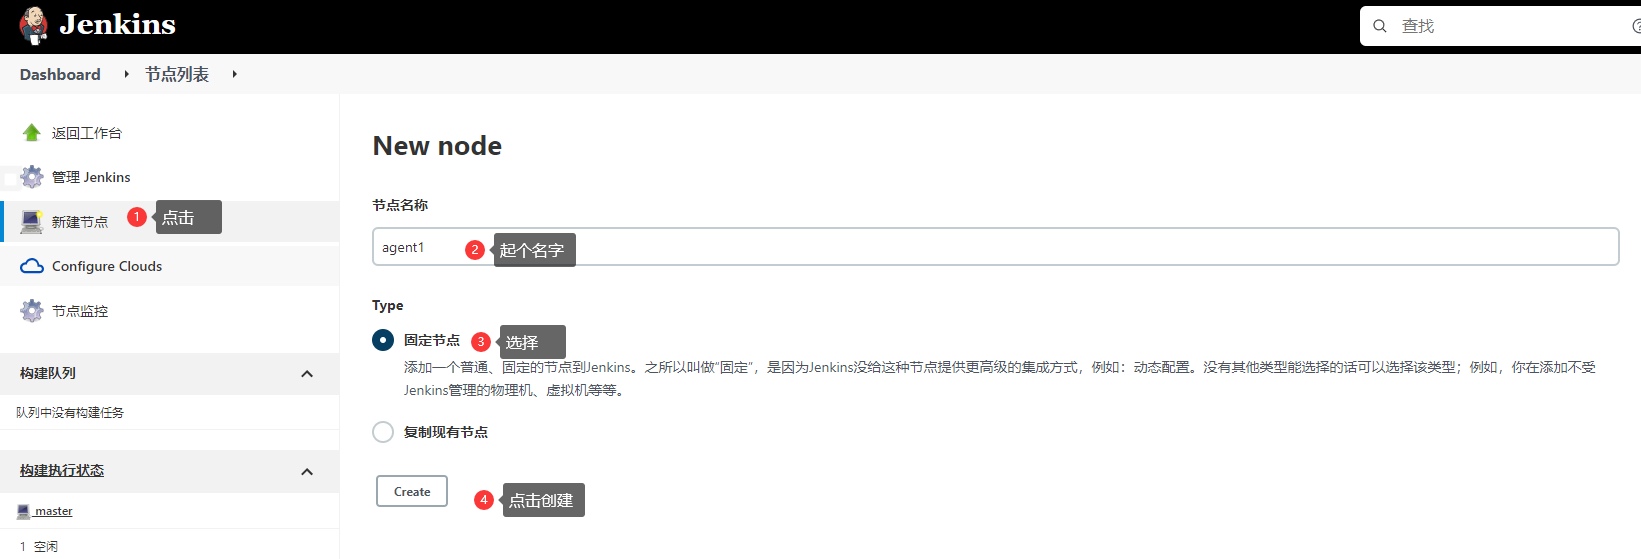 Jenkins
查找
Dashboard
节点列表
返回工作台
管理 Jenkins
新建节点
1 点击
Configure Clouds
节点监控
构建队列
队列中没有构建任务
构建执行状态
master
1 空闲
New node
节点名称
agent1
2 起个名字
Type
固定节点
3 选择
添加一个普通、固定的节点到Jenkins。之所以叫做“固定”，是因为Jenkins没给这种节点提供更高级的集成方式，例如：动态配置。没有其他类型能选择的话可以选择该类型；例如，你在添加不受
Jenkins管理的物理机、虚拟机等等。
复制现有节点
Create
4 点击创建